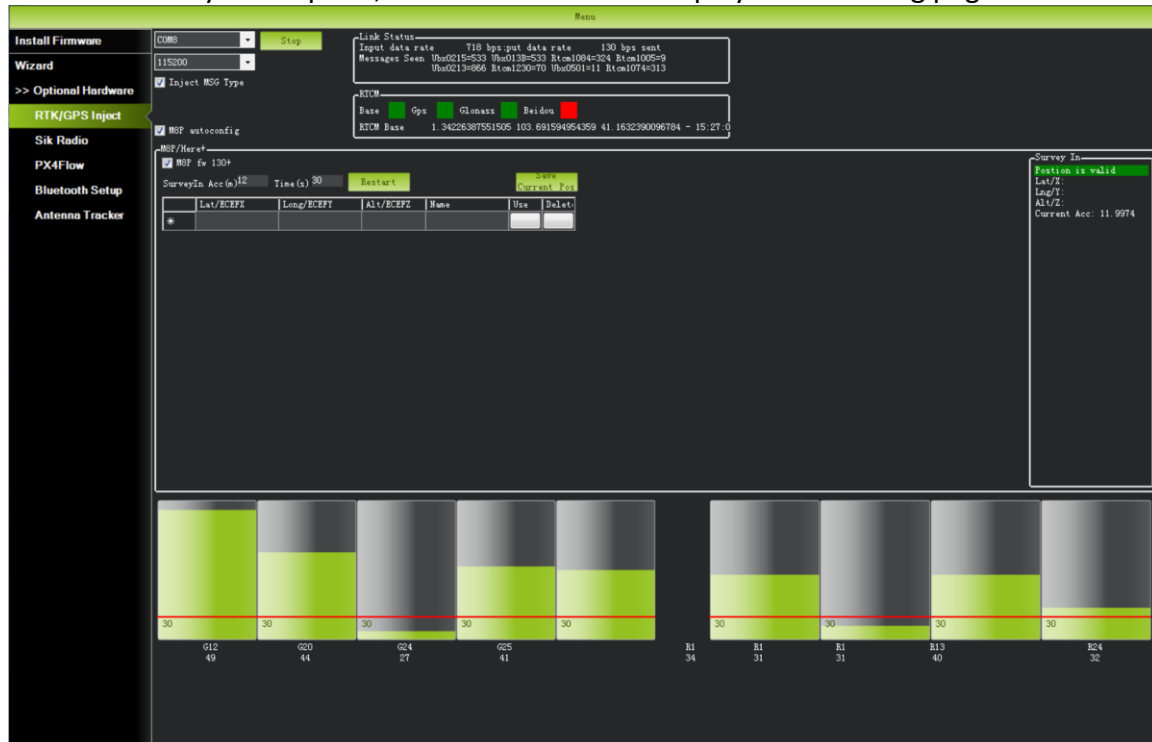 Menu
Install Firmware
Wizard
>> Optional Hardware
RTK/GPS Inject
Sik Radio
PX4Flow
Bluetooth Setup
Antenna Tracker
COM8
Stop
115200
Inject MSG Type
M8P autoconfig
Link Status
Input data rate 718 bps:put data rate 130 bps sent
Messages Seen Ubx0215=533 Ubx013B=533 Rtcm1084=324 Rtcm1005=9
Ubx0213=866 Rtcm1230=70 Ubx0501=11 Rtcm1074=313
RTCM
Base Gps Glonass Beidou
RTCM Base 1.34226387551505 103.691594954359 41.1632390096784 - 15:27:0
M8P/Here+
M8P fw 130+
SurveyIn Acc(m) 12 Time(s) 30 Restart Save Current Pos
Lat/ECEFX Long/ECEFY Alt/ECEFZ Name Use Delet
Survey In
Postion is valid
Lat/X:
Lng/Y:
Alt/Z:
Current Acc: 11.9974
30 30 30 30 30 30 30 30 30
G12 G20 G24 G25 R1 R1 R1 R13 R24
49 44 27 41 34 31 31 40 32